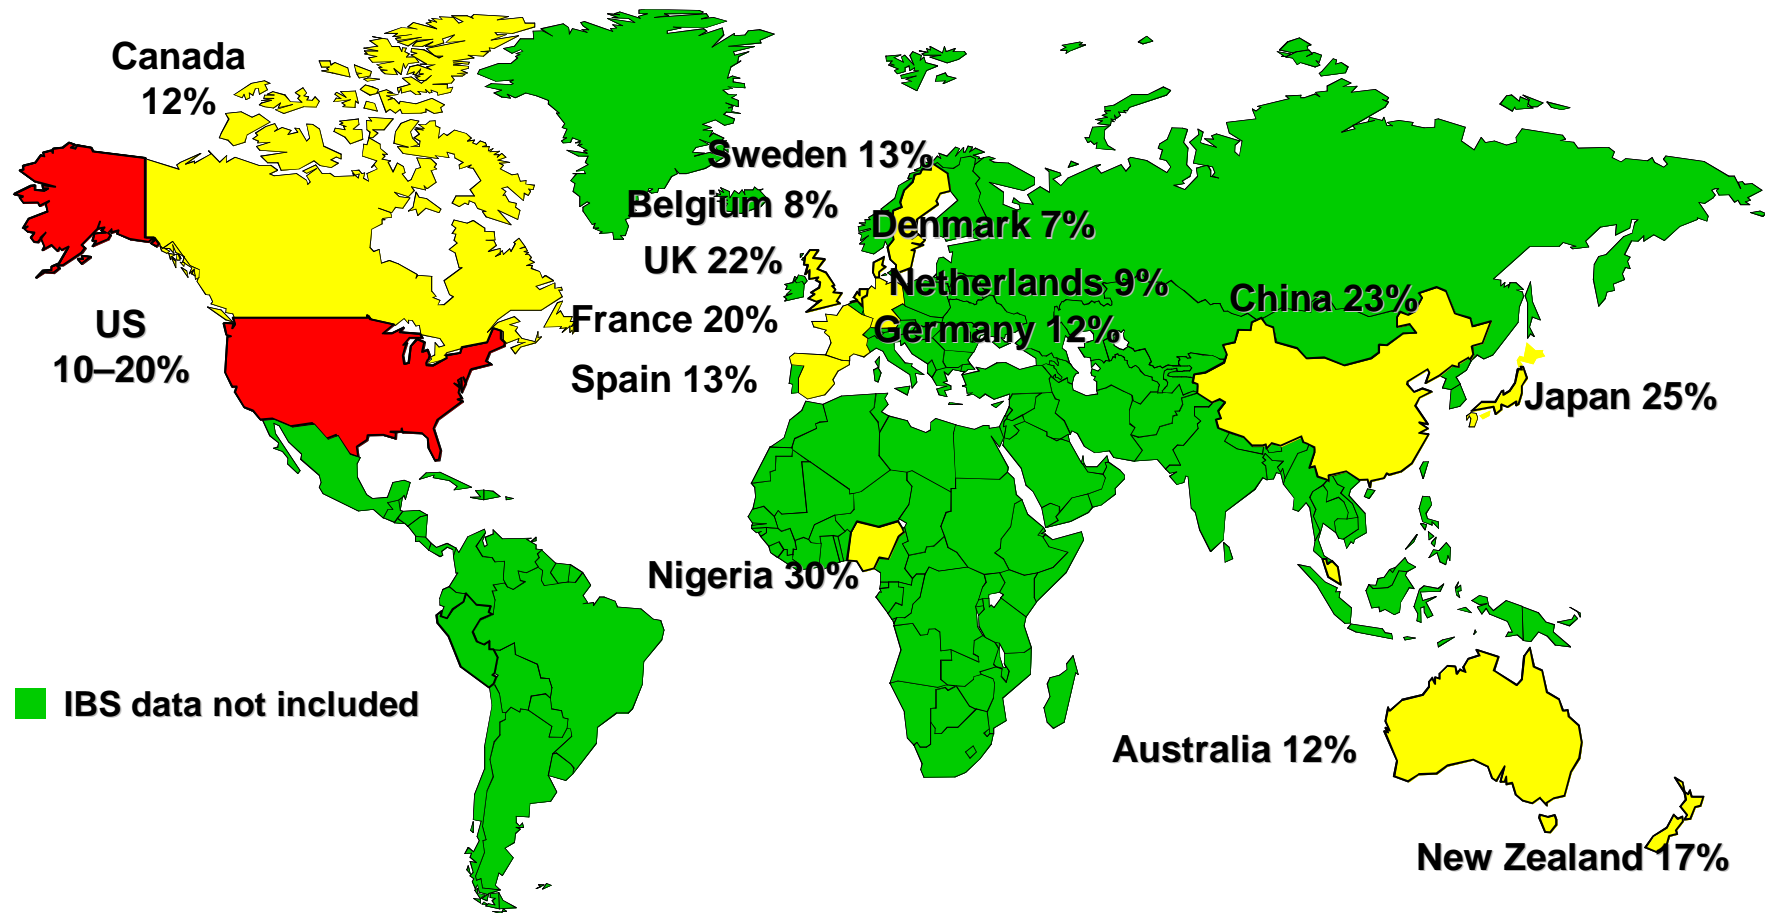 Canada
12%
Sweden 13%
Belgium 8%
Denmark 7%
UK 22%
Netherlands 9%
China 23%
US
10–20%
France 20%
Germany 12%
Spain 13%
Japan 25%
Nigeria 30%
IBS data not included
Australia 12%
New Zealand 17%